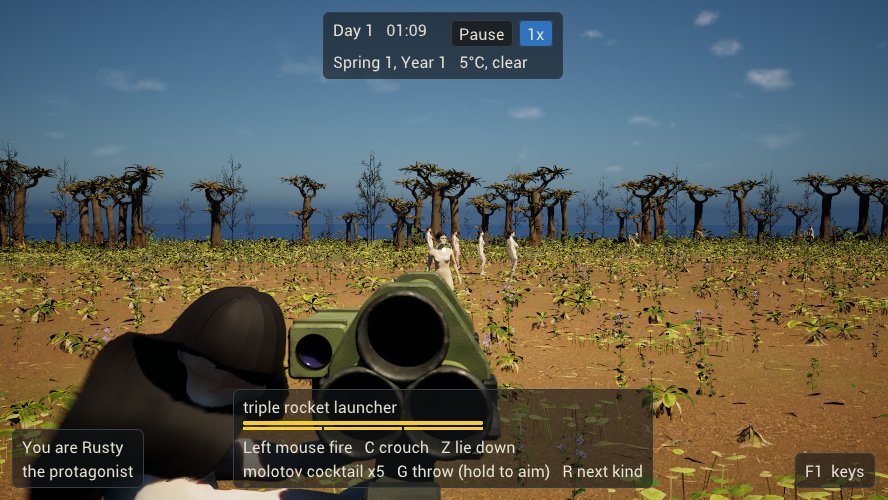 Day 1 01:09 Pause 1x
Spring 1, Year 1 5°C, clear
triple rocket launcher
Left mouse fire C crouch Z lie down
molotov cocktail x5 G throw (hold to aim) R next kind
You are Rusty
the protagonist
F1 keys